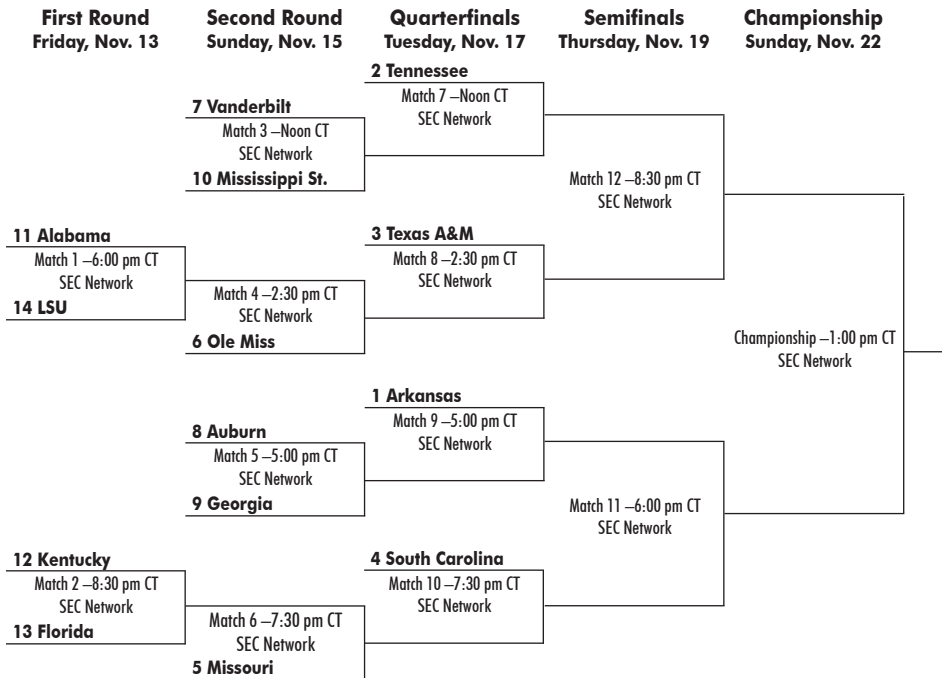 First Round
Friday, Nov. 13
Second Round
Sunday, Nov. 15
Quarterfinals
Tuesday, Nov. 17
Semifinals
Thursday, Nov. 19
Championship
Sunday, Nov. 22
2 Tennessee
Match 7 –Noon CT
SEC Network
7 Vanderbilt
Match 3 –Noon CT
SEC Network
10 Mississippi St.
Match 12 –8:30 pm CT
SEC Network
11 Alabama
Match 1 –6:00 pm CT
SEC Network
14 LSU
3 Texas A&M
Match 8 –2:30 pm CT
SEC Network
Match 4 –2:30 pm CT
SEC Network
6 Ole Miss
Championship –1:00 pm CT
SEC Network
1 Arkansas
Match 9 –5:00 pm CT
SEC Network
8 Auburn
Match 5 –5:00 pm CT
SEC Network
9 Georgia
Match 11 –6:00 pm CT
SEC Network
12 Kentucky
Match 2 –8:30 pm CT
SEC Network
13 Florida
4 South Carolina
Match 10 –7:30 pm CT
SEC Network
Match 6 –7:30 pm CT
SEC Network
5 Missouri